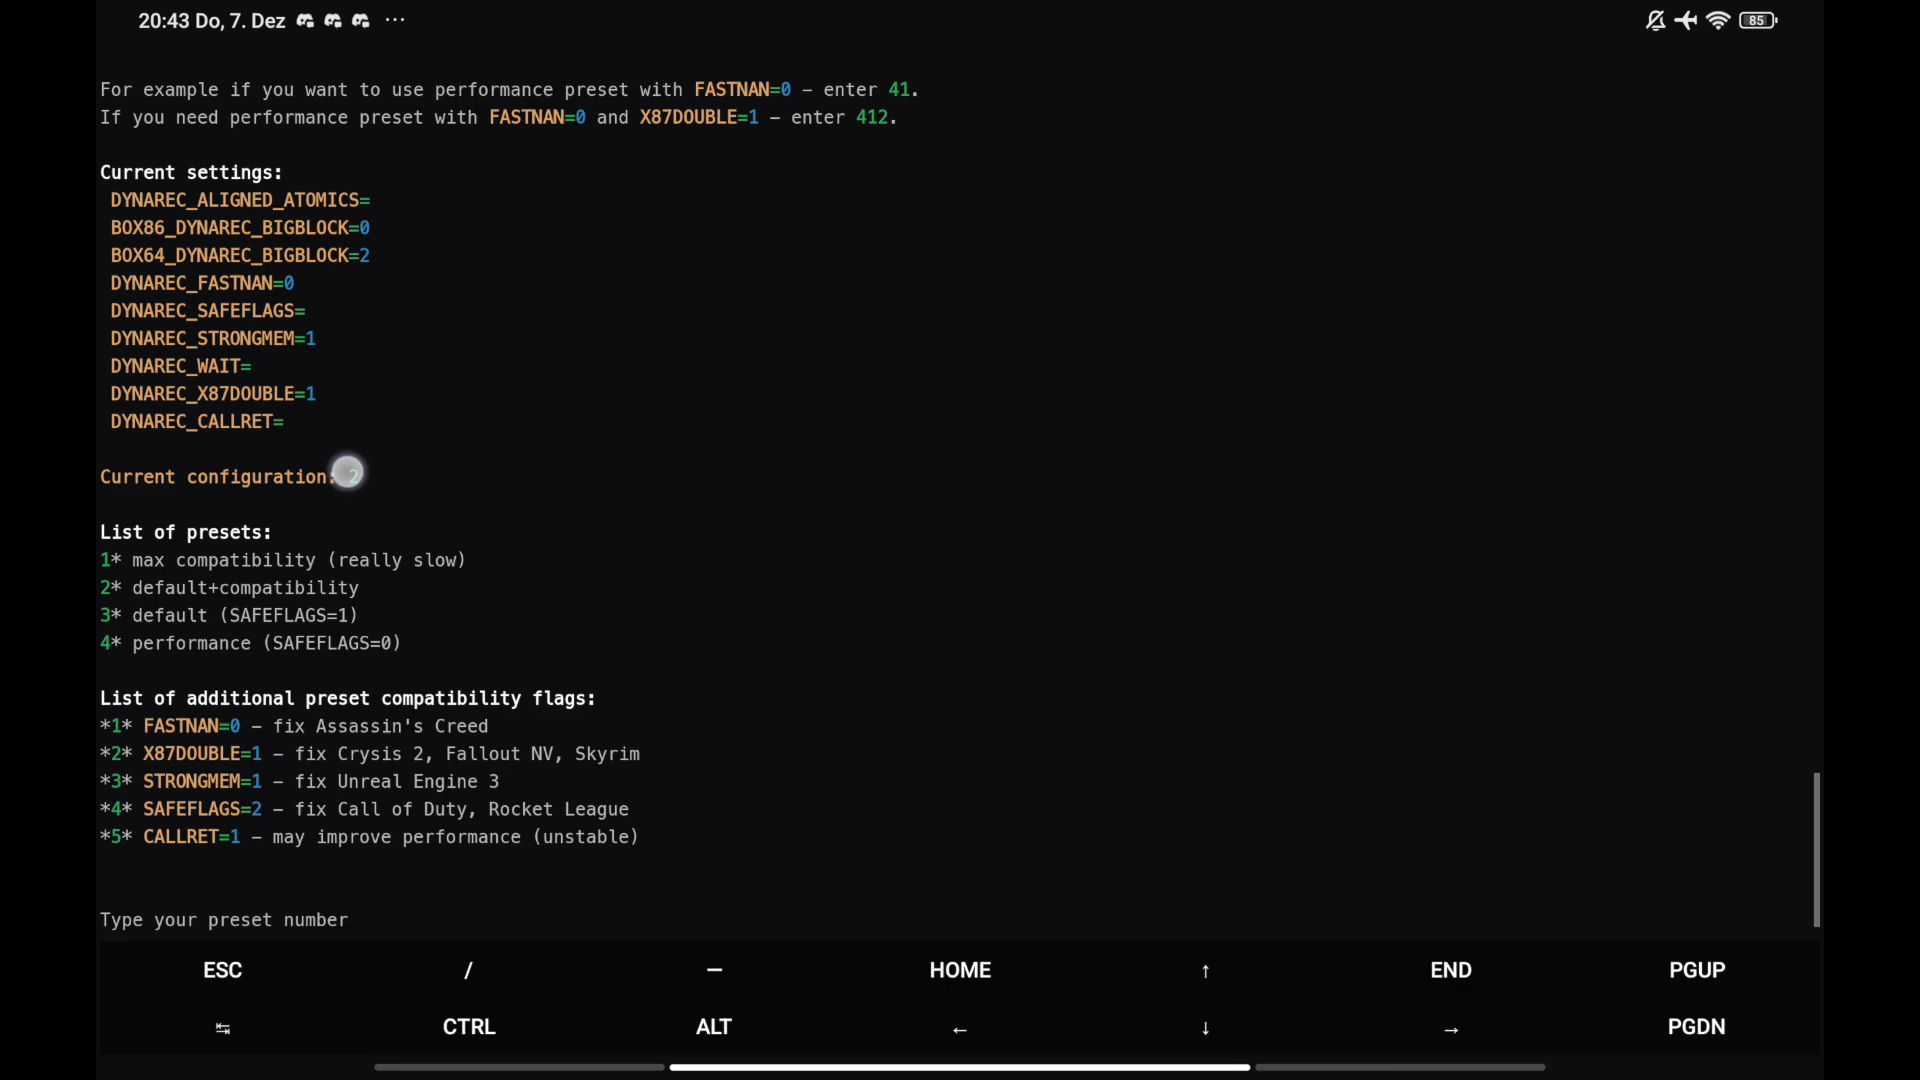 20:43 Do, 7. Dez ···
85
For example if you want to use performance preset with FASTNAN=0 – enter 41.
If you need performance preset with FASTNAN=0 and X87DOUBLE=1 – enter 412.
Current settings:
DYNAREC_ALIGNED_ATOMICS=
BOX86_DYNAREC_BIGBLOCK=0
BOX64_DYNAREC_BIGBLOCK=2
DYNAREC_FASTNAN=0
DYNAREC_SAFEFLAGS=
DYNAREC_STRONGMEM=1
DYNAREC_WAIT=
DYNAREC_X87DOUBLE=1
DYNAREC_CALLRET=
Current configuration: 2
List of presets:
1* max compatibility (really slow)
2* default+compatibility
3* default (SAFEFLAGS=1)
4* performance (SAFEFLAGS=0)
List of additional preset compatibility flags:
*1* FASTNAN=0 – fix Assassin's Creed
*2* X87DOUBLE=1 – fix Crysis 2, Fallout NV, Skyrim
*3* STRONGMEM=1 – fix Unreal Engine 3
*4* SAFEFLAGS=2 – fix Call of Duty, Rocket League
*5* CALLRET=1 – may improve performance (unstable)
Type your preset number
ESC / — HOME ↑ END PGUP
↹ CTRL ALT ← ↓ → PGDN